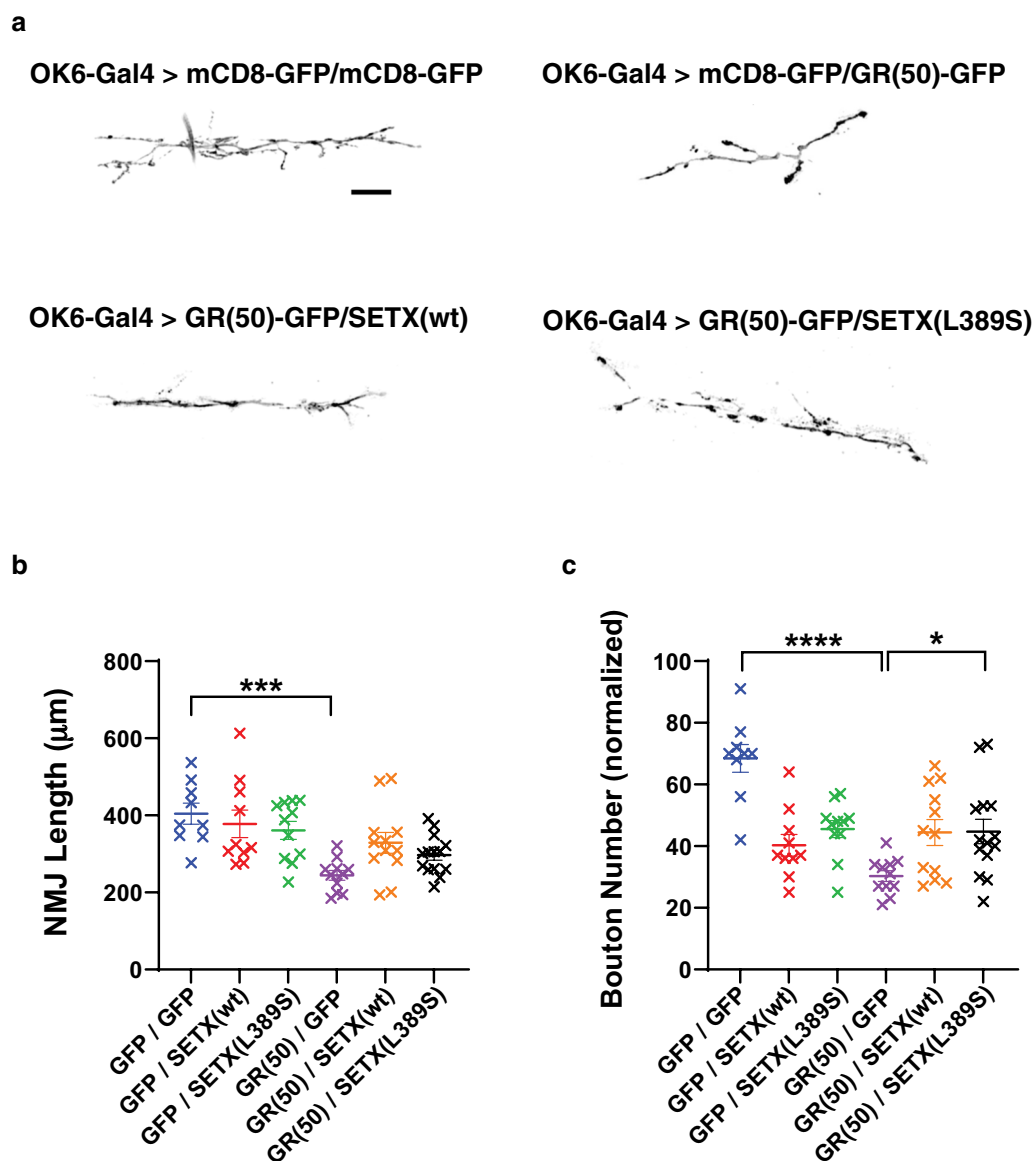 a
OK6-Gal4 > mCD8-GFP/mCD8-GFP
OK6-Gal4 > mCD8-GFP/GR(50)-GFP
OK6-Gal4 > GR(50)-GFP/SETX(wt)
OK6-Gal4 > GR(50)-GFP/SETX(L389S)
b
NMJ Length (μm)
800
600
400
200
0
***
GFP / GFP
GFP / SETX(wt)
GFP / SETX(L389S)
GR(50) / GFP
GR(50) / SETX(wt)
GR(50) / SETX(L389S)
c
Bouton Number (normalized)
100
80
60
40
20
0
****
*
GFP / GFP
GFP / SETX(wt)
GFP / SETX(L389S)
GR(50) / GFP
GR(50) / SETX(wt)
GR(50) / SETX(L389S)